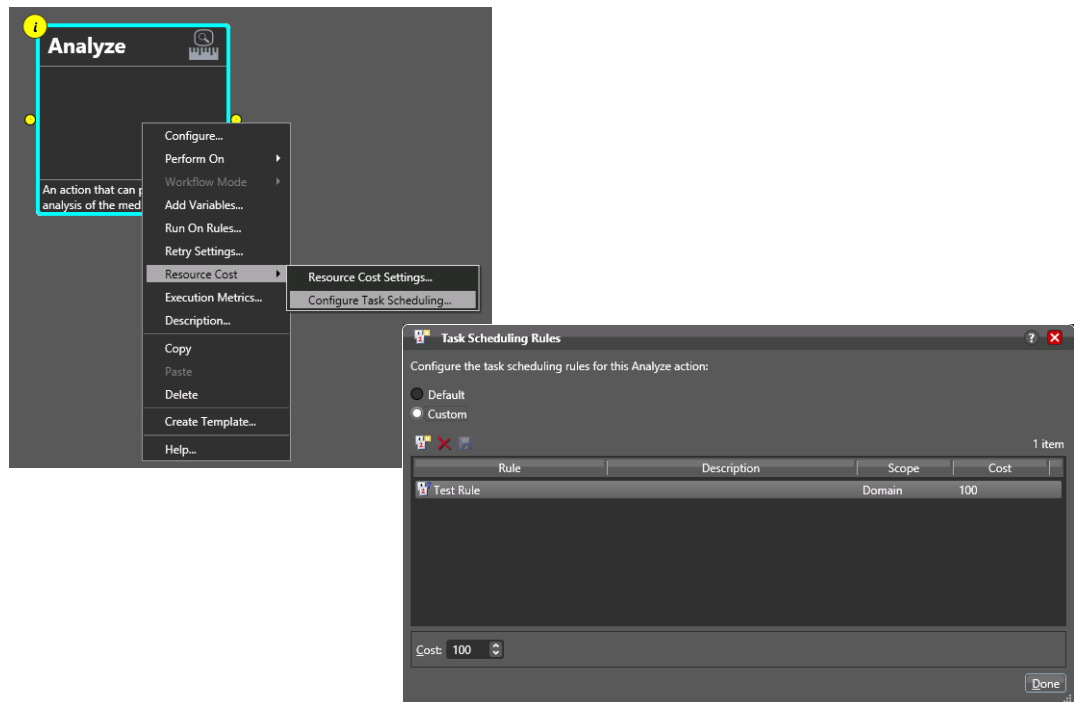 i
Analyze
An action that can p
analysis of the med
Configure...
Perform On
Workflow Mode
Add Variables...
Run On Rules...
Retry Settings...
Resource Cost
Execution Metrics...
Description...
Copy
Paste
Delete
Create Template...
Help...
Resource Cost Settings...
Configure Task Scheduling...
Task Scheduling Rules
?
Configure the task scheduling rules for this Analyze action:
Default
Custom
1 item
Rule Description Scope Cost
Test Rule Domain 100
Cost: 100
Done